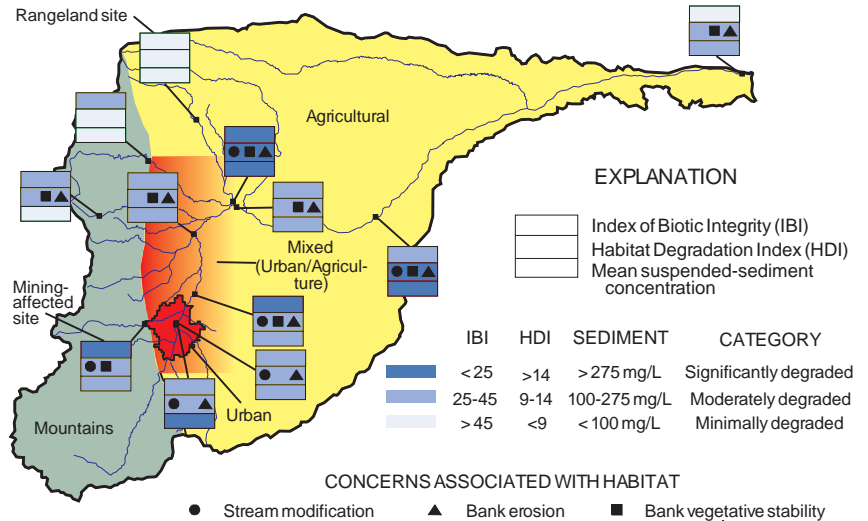 Rangeland site
Agricultural
EXPLANATION
Index of Biotic Integrity (IBI)
Habitat Degradation Index (HDI)
Mean suspended-sediment
concentration
Mixed
(Urban/Agricul-
ture)
Mining-
affected
site
Urban
Mountains
IBI HDI SEDIMENT CATEGORY
<25 >14 >275 mg/L Significantly degraded
25-45 9-14 100-275 mg/L Moderately degraded
>45 <9 <100 mg/L Minimally degraded
CONCERNS ASSOCIATED WITH HABITAT
Stream modification Bank erosion Bank vegetative stability